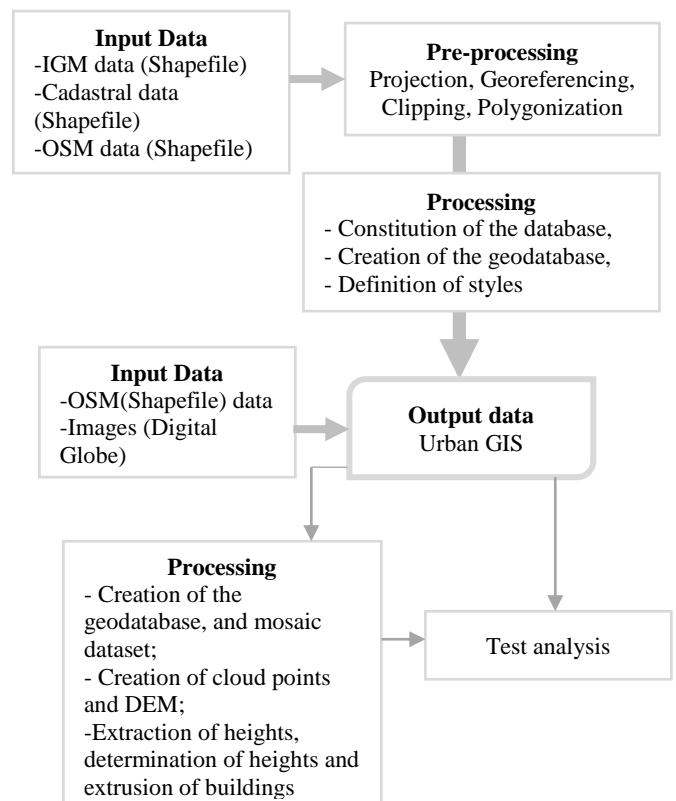 Input Data
-IGM data (Shapefile)
-Cadastral data
(Shapefile)
-OSM data (Shapefile)
Pre-processing
Projection, Georeferencing,
Clipping, Polygonization
Processing
- Constitution of the database,
- Creation of the geodatabase,
- Definition of styles
Input Data
-OSM(Shapefile) data
-Images (Digital
Globe)
Output data
Urban GIS
Processing
- Creation of the
geodatabase, and mosaic
dataset;
- Creation of cloud points
and DEM;
-Extraction of heights,
determination of heights and
extrusion of buildings
Test analysis